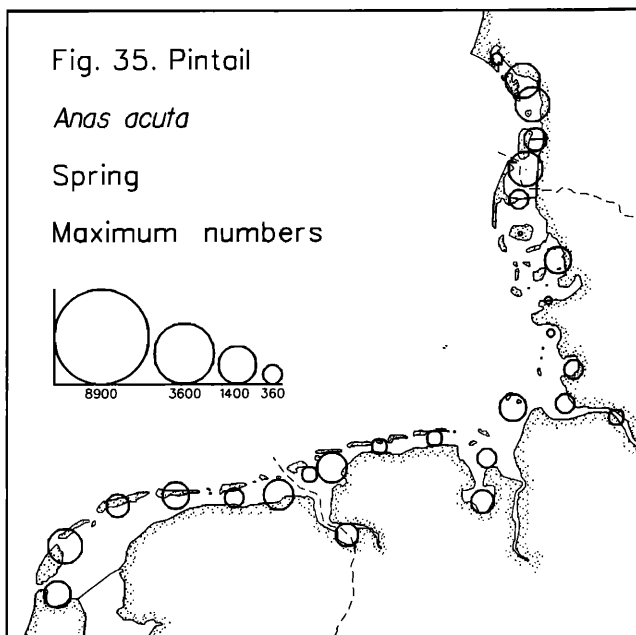 Fig. 35. Pintail
Anas acuta
Spring
Maximum numbers
8900 3600 1400 360